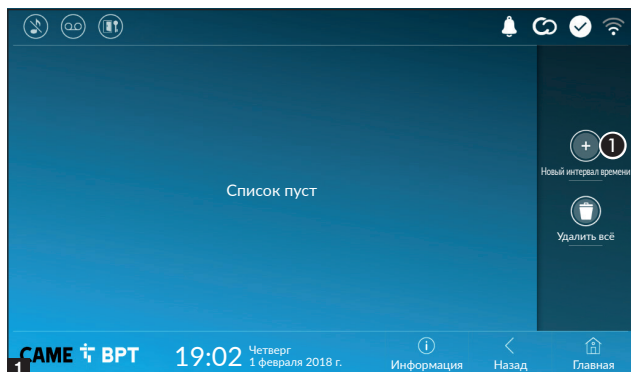 + 1
Новый интервал времени
Список пуст
Удалить всё
1
CAME BPT
19:02
Четверг
1 февраля 2018 г.
Информация
Назад
Главная